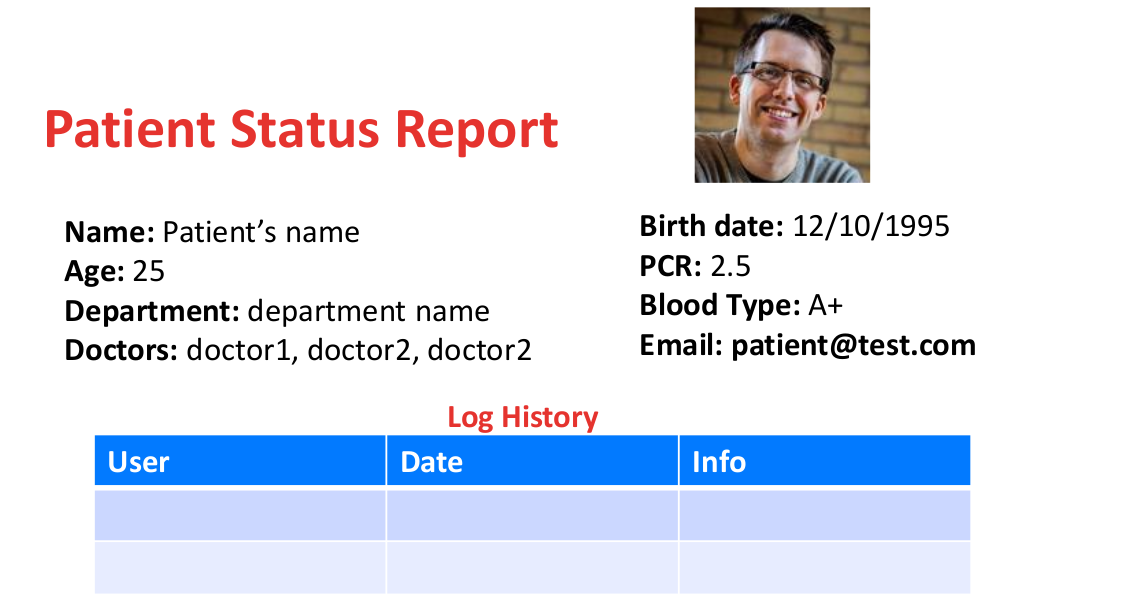 Patient Status Report
Name: Patient’s name
Age: 25
Department: department name
Doctors: doctor1, doctor2, doctor2
Birth date: 12/10/1995
PCR: 2.5
Blood Type: A+
Email: patient@test.com
Log History
User Date Info